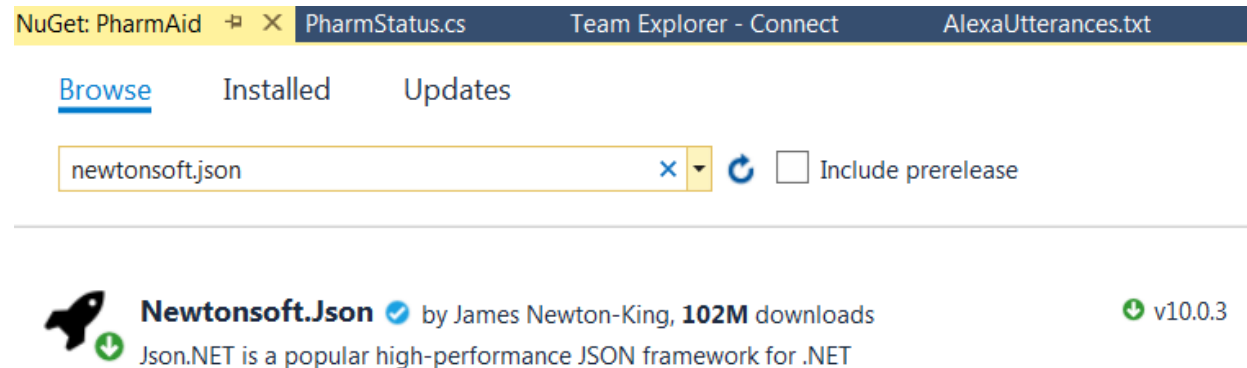 NuGet: PharmAid PharmStatus.cs Team Explorer - Connect AlexaUtterances.txt
Browse Installed Updates
newtonsoft.json Include prerelease
Newtonsoft.Json by James Newton-King, 102M downloads v10.0.3
Json.NET is a popular high-performance JSON framework for .NET